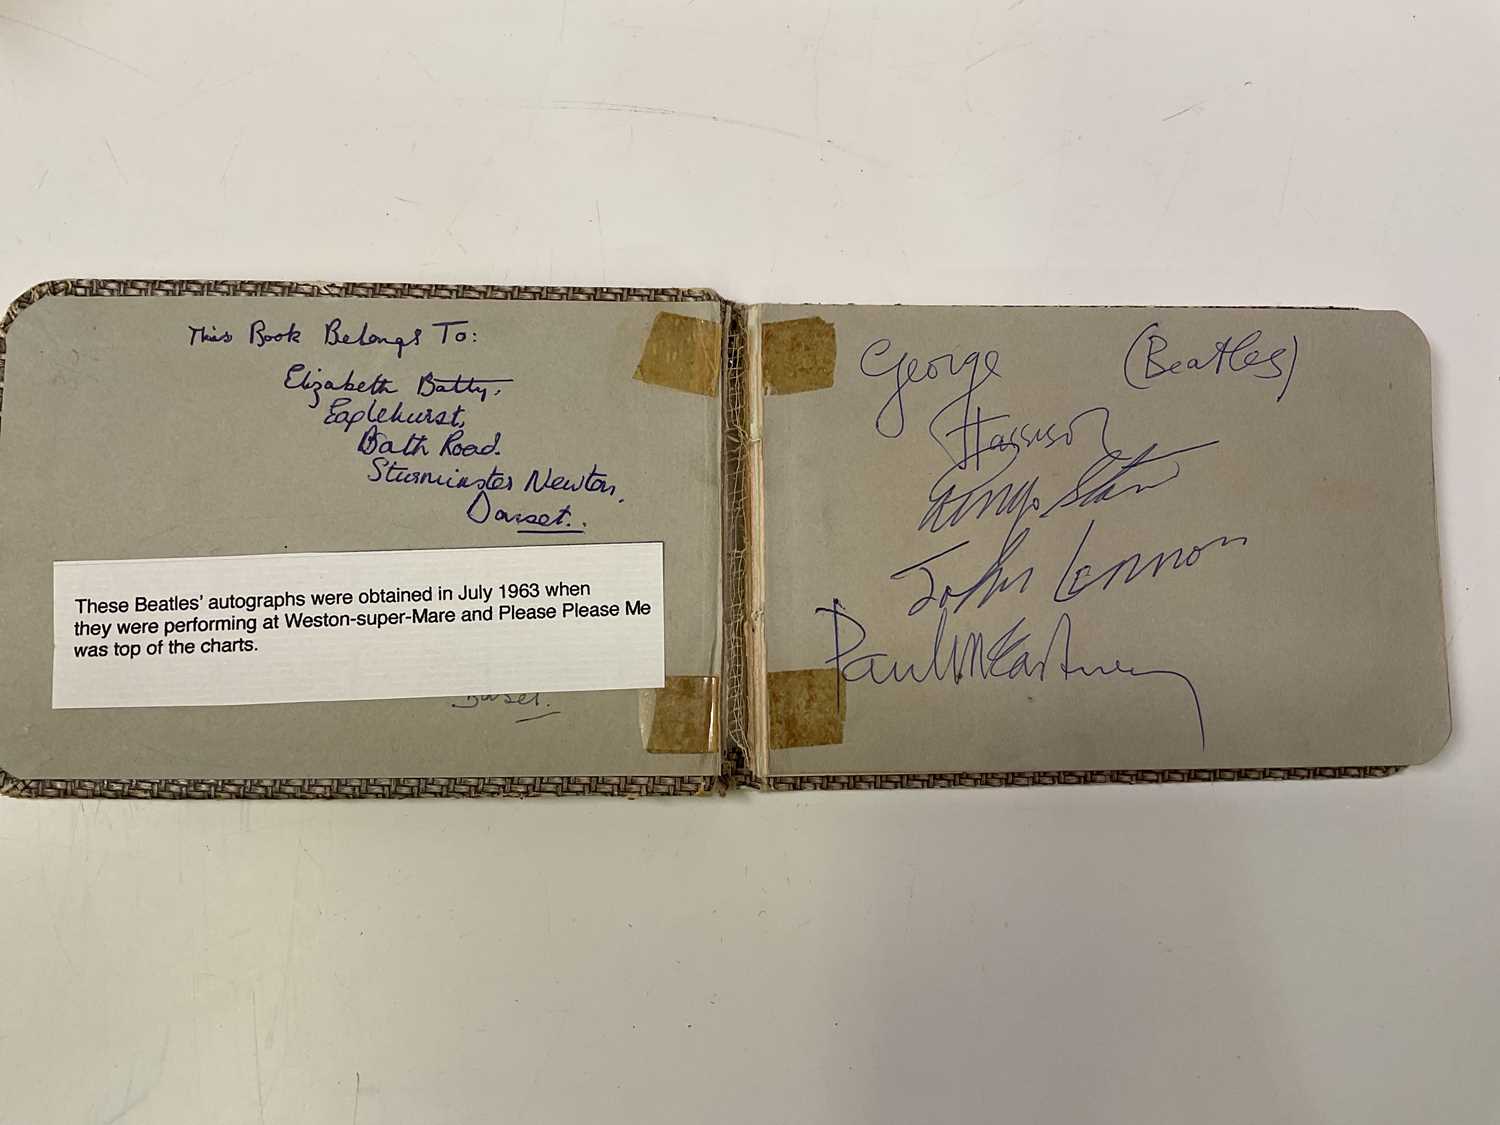 This Book Belongs To:
Elizabeth Batty.
Eaglehurst,
Bath Road.
Sturminster Newton,
Dorset.
These Beatles' autographs were obtained in July 1963 when
they were performing at Weston-super-Mare and Please Please Me
was top of the charts.
Dorset.
George (Beatles)
Harrison
Ringo Starr
John Lennon
Paul McCartney